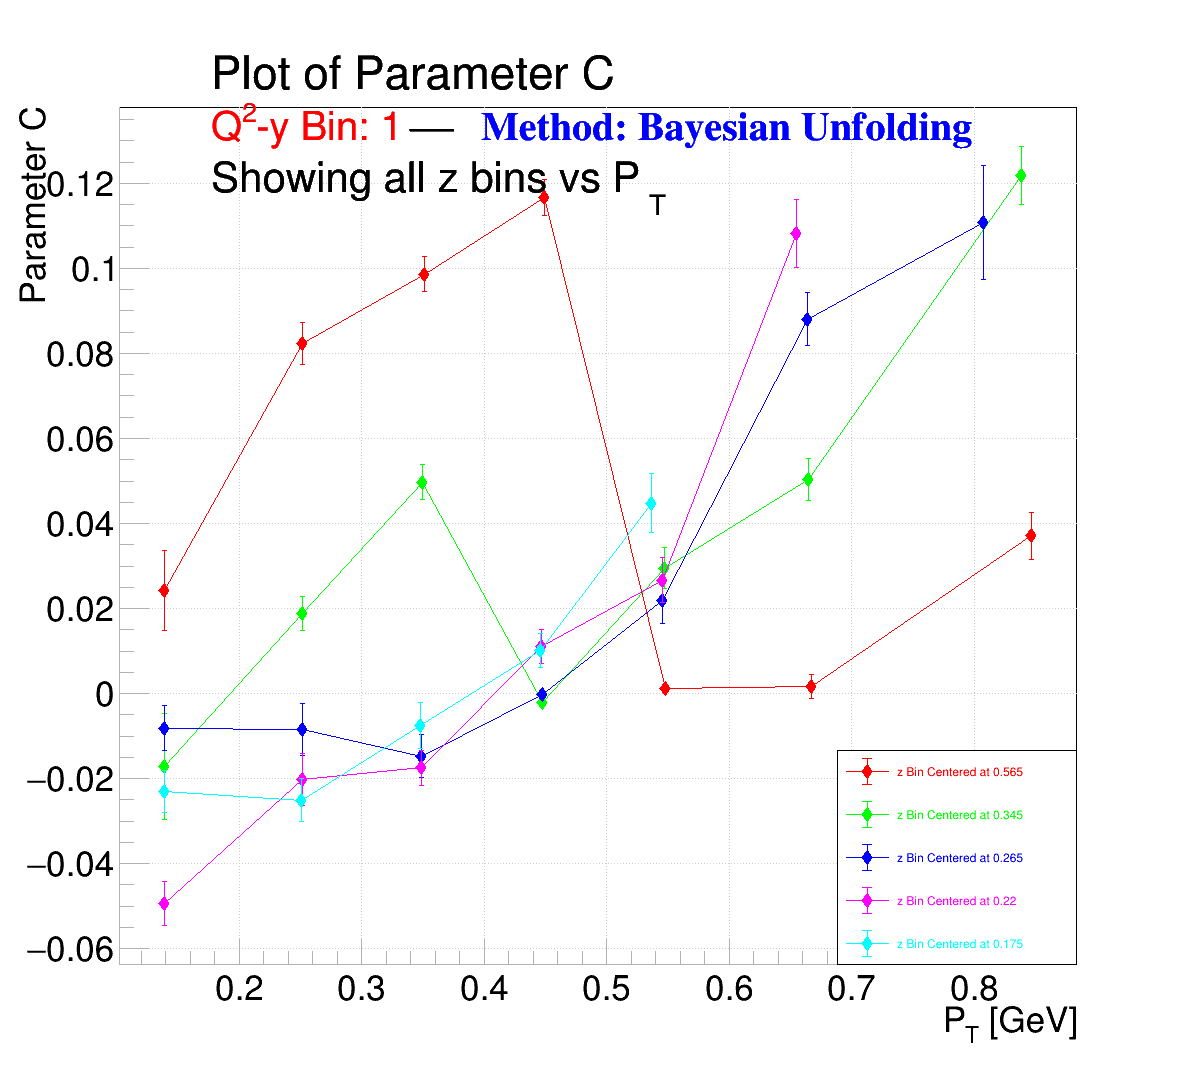 Plot of Parameter C
Q²-y Bin: 1 — Method: Bayesian Unfolding
Showing all z bins vs P_T
Parameter C
0.12
0.1
0.08
0.06
0.04
0.02
0
−0.02
−0.04
−0.06
z Bin Centered at 0.565
z Bin Centered at 0.345
z Bin Centered at 0.265
z Bin Centered at 0.22
z Bin Centered at 0.175
0.2 0.3 0.4 0.5 0.6 0.7 0.8
P_T [GeV]